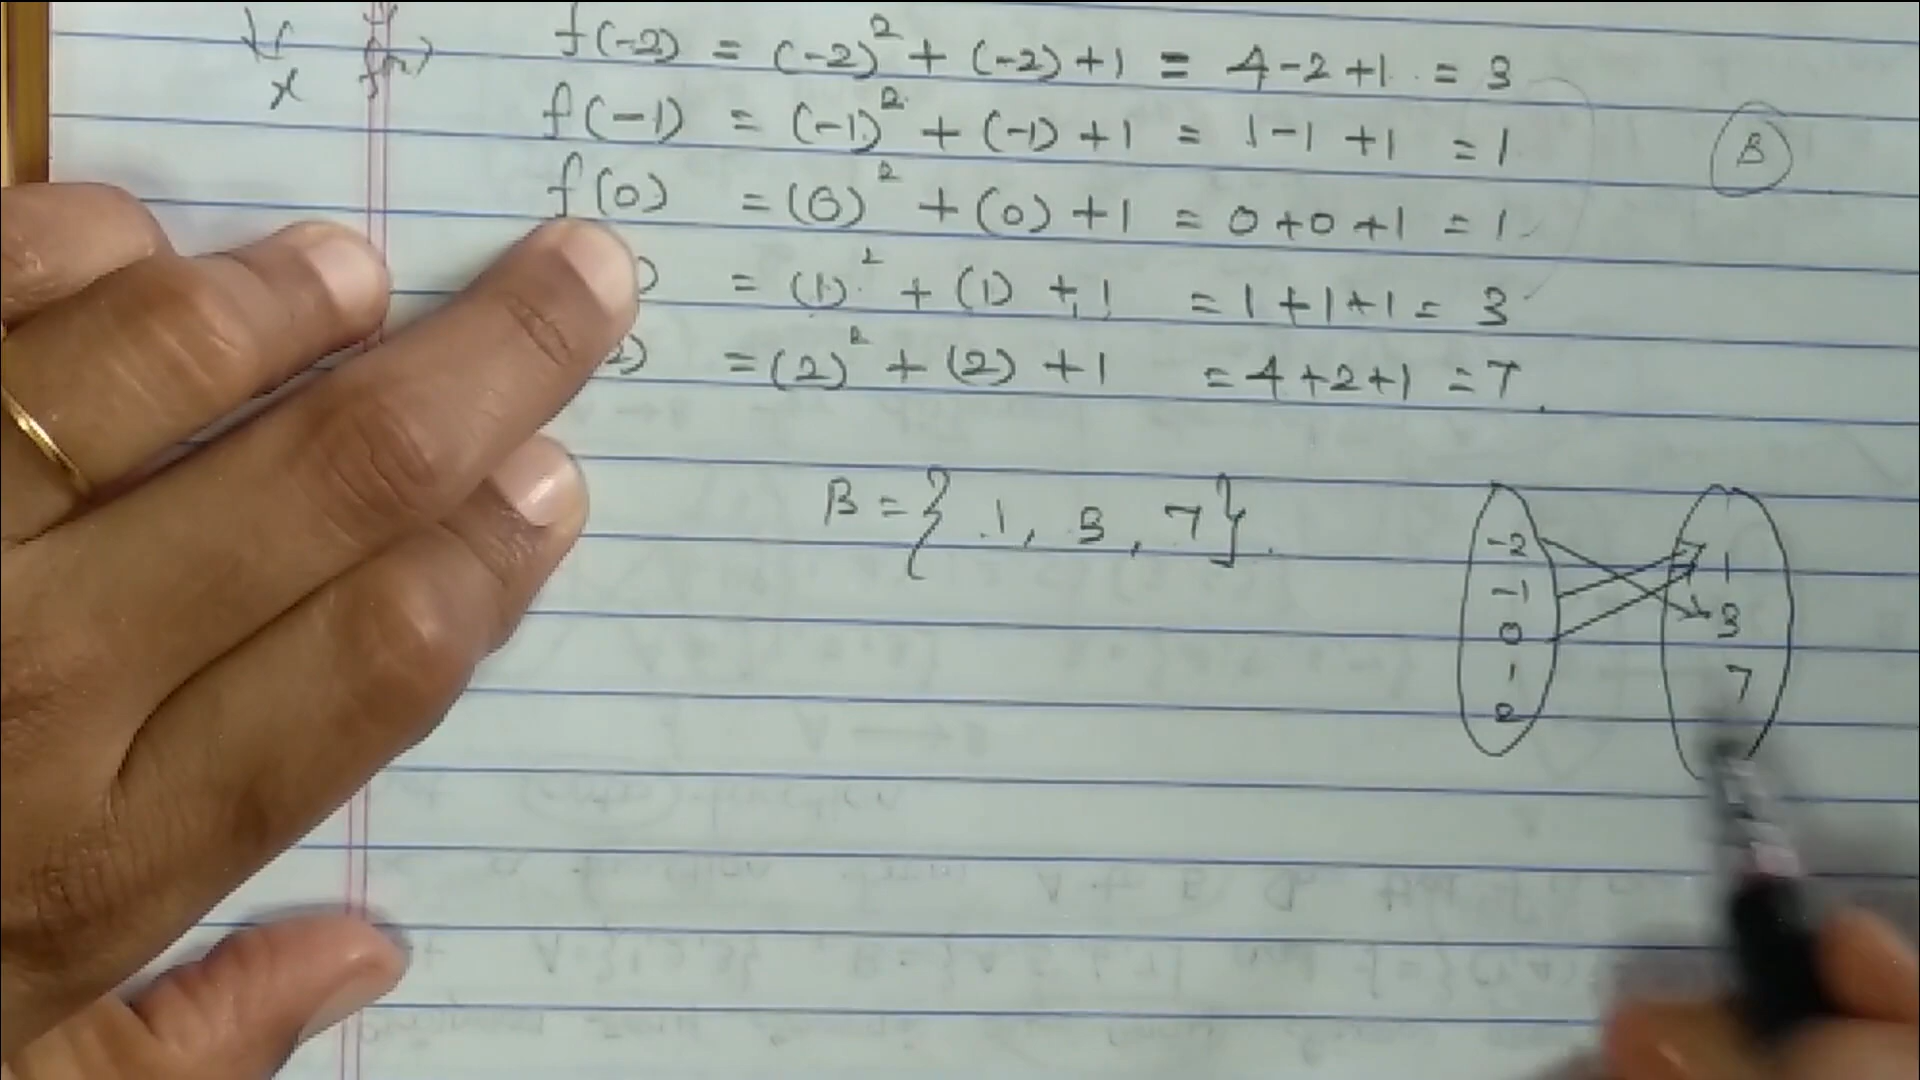 x f(x)
f(-2) = (-2)² + (-2) + 1 = 4 - 2 + 1 = 3
f(-1) = (-1)² + (-1) + 1 = 1 - 1 + 1 = 1
B
f(0) = (0)² + (0) + 1 = 0 + 0 + 1 = 1
) = (1)² + (1) + 1 = 1 + 1 + 1 = 3
2) = (2)² + (2) + 1 = 4 + 2 + 1 = 7
B = { 1, 3, 7 }.
-2 1
-1 3
0 7
1
2